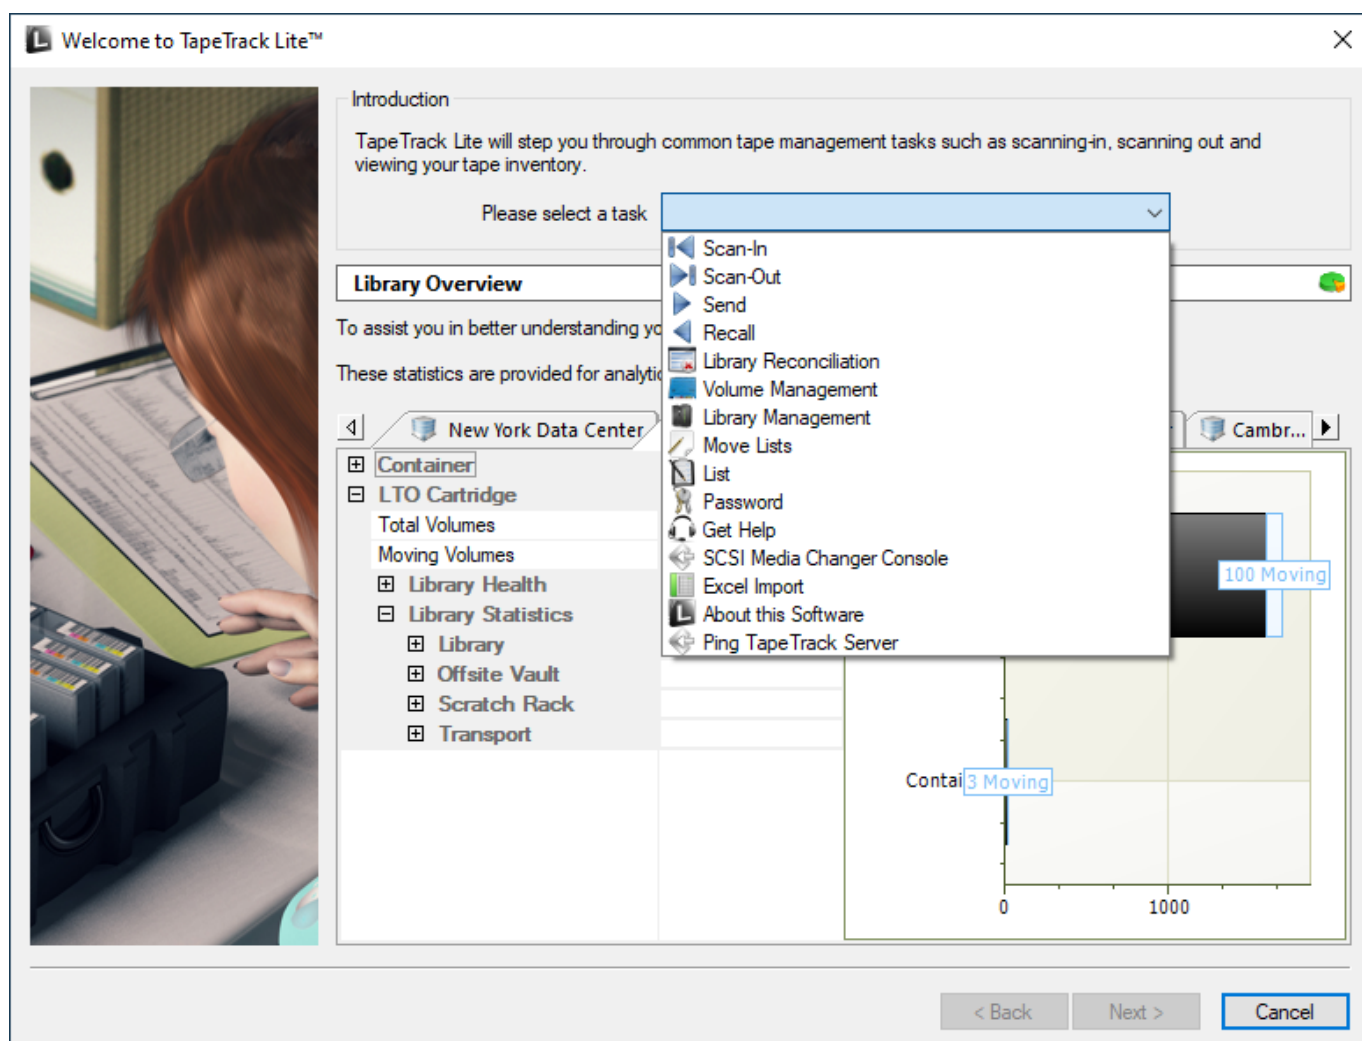 Welcome to TapeTrack Lite™
Introduction
TapeTrack Lite will step you through common tape management tasks such as scanning-in, scanning out and
viewing your tape inventory.
Please select a task
Scan-In
Scan-Out
Send
Recall
Library Reconciliation
Volume Management
Library Management
Move Lists
List
Password
Get Help
SCSI Media Changer Console
Excel Import
About this Software
Ping TapeTrack Server
Library Overview
To assist you in better understanding
These statistics are provided for
New York Data Center
Cambr...
Container
LTO Cartridge
Total Volumes
Moving Volumes
Library Health
Library Statistics
Library
Offsite Vault
Scratch Rack
Transport
100 Moving
Contai
3 Moving
0
1000
< Back
Next >
Cancel